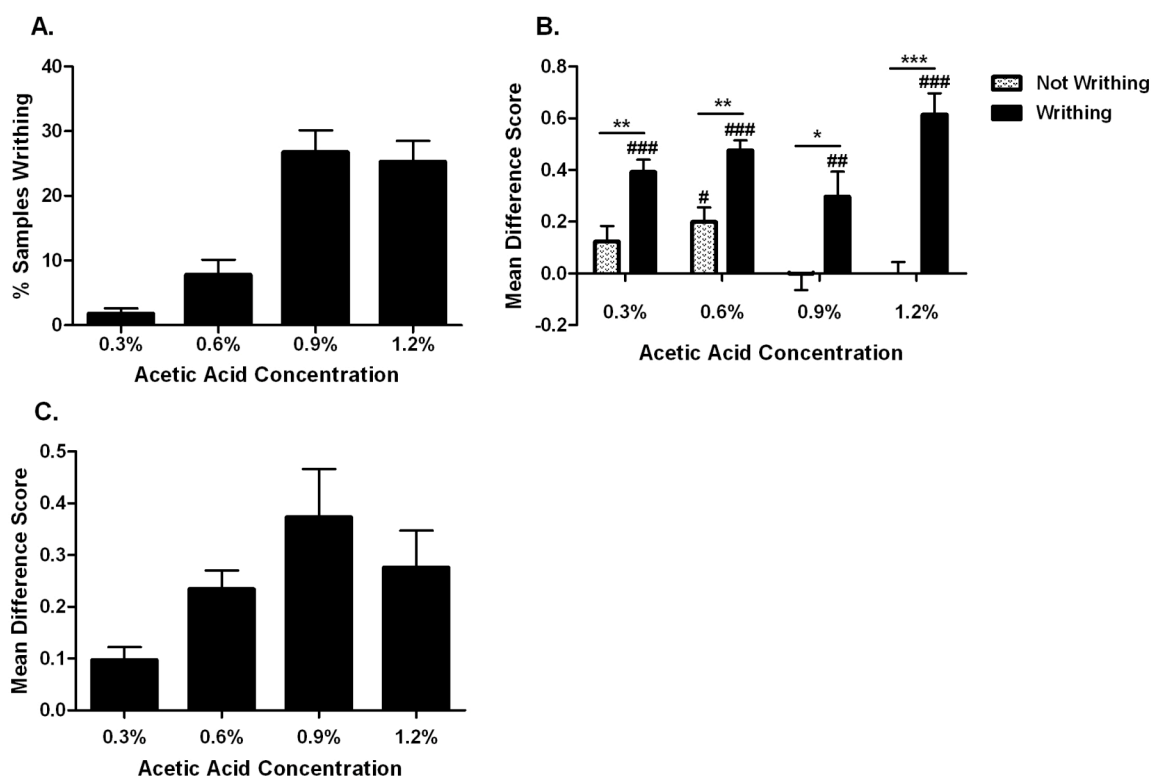 A.
40
30
20
10
0
% Samples Writhing
0.3% 0.6% 0.9% 1.2%
Acetic Acid Concentration
B.
0.8
0.6
0.4
0.2
0.0
-0.2
Mean Difference Score
** ### # ** ### * ## *** ###
0.3% 0.6% 0.9% 1.2%
Acetic Acid Concentration
Not Writhing
Writhing
C.
0.5
0.4
0.3
0.2
0.1
0.0
Mean Difference Score
0.3% 0.6% 0.9% 1.2%
Acetic Acid Concentration